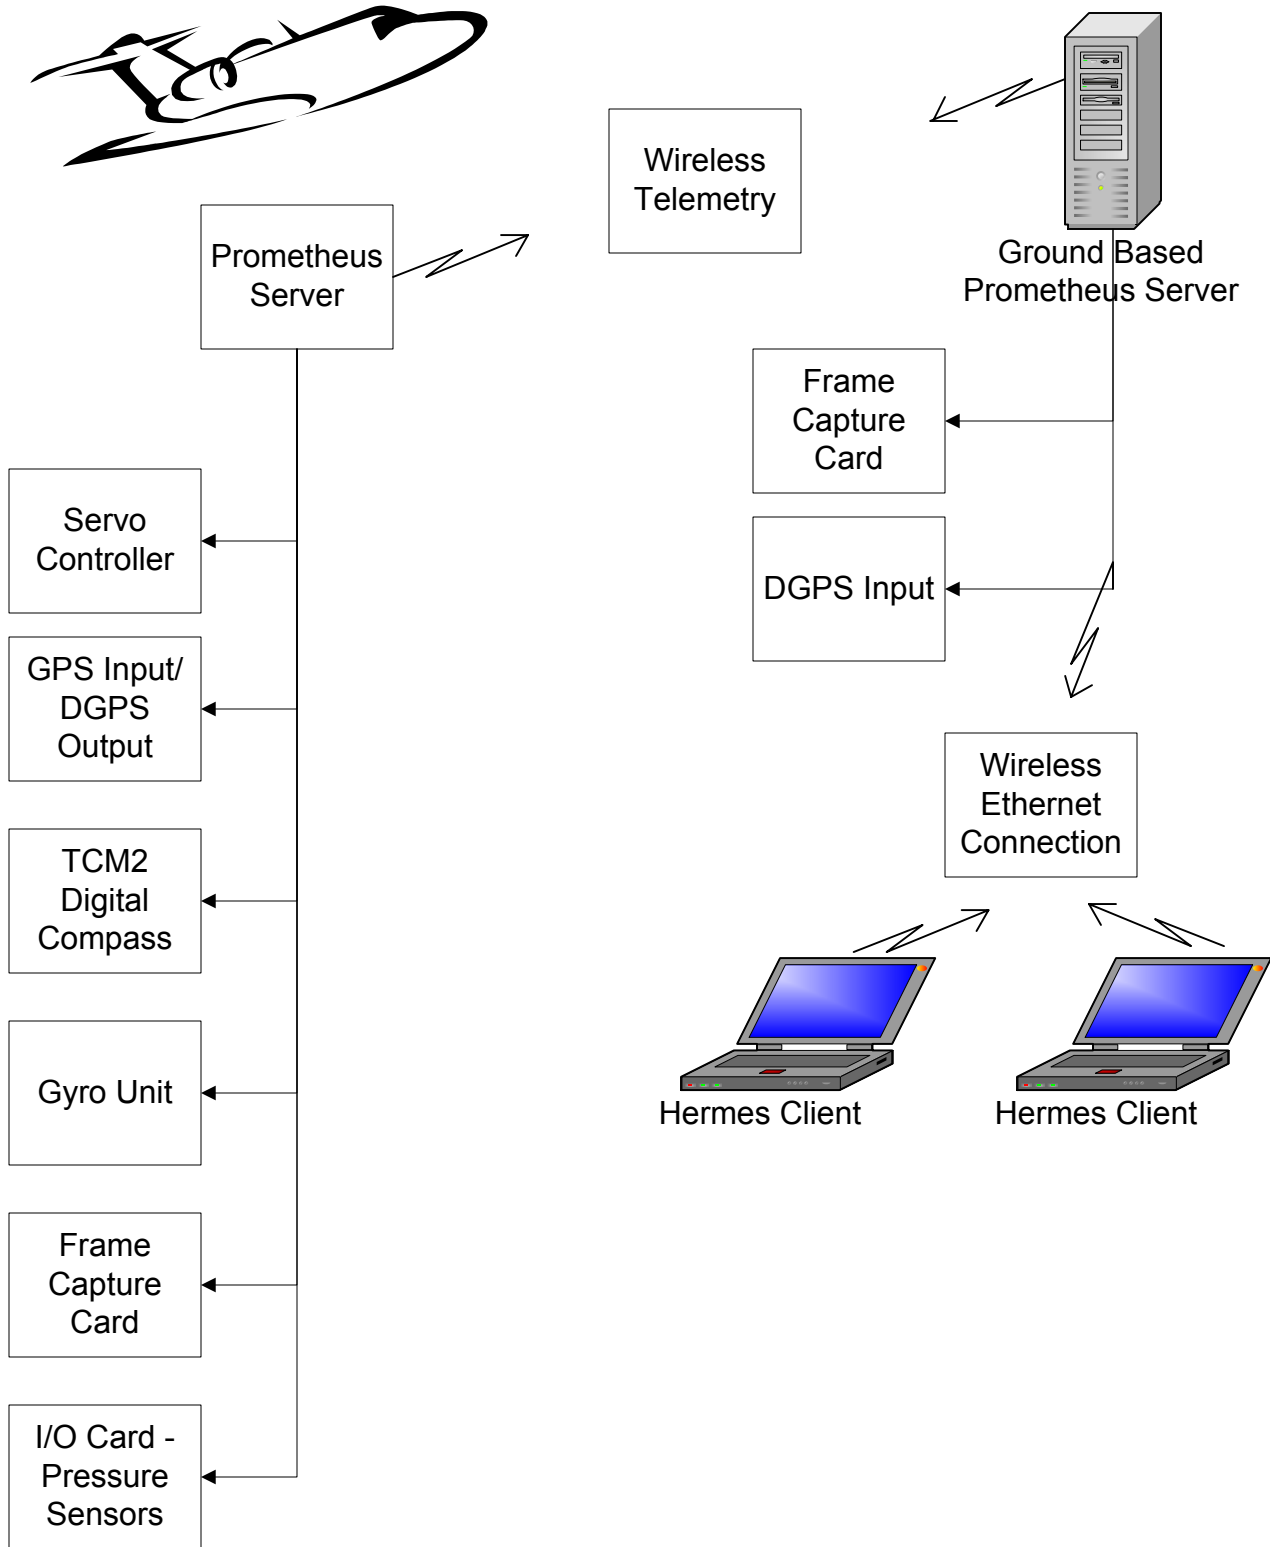 Wireless
Telemetry
Ground Based
Prometheus Server
Prometheus
Server
Frame
Capture
Card
Servo
Controller
DGPS Input
GPS Input/
DGPS
Output
Wireless
Ethernet
Connection
TCM2
Digital
Compass
Gyro Unit
Hermes Client
Hermes Client
Frame
Capture
Card
I/O Card -
Pressure
Sensors